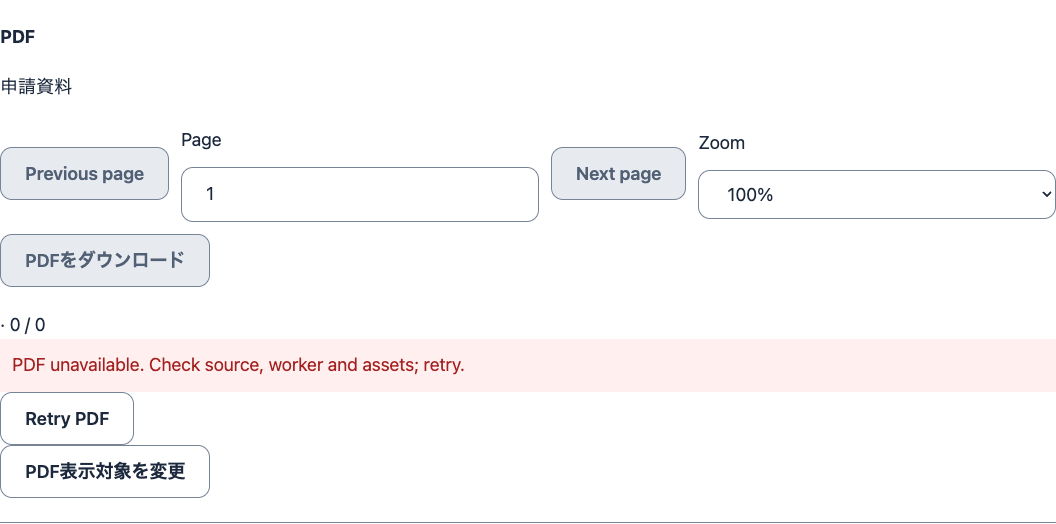 PDF
申請資料
Previous page
Page
1
Next page
Zoom
100%
PDFをダウンロード
· 0 / 0
PDF unavailable. Check source, worker and assets; retry.
Retry PDF
PDF表示対象を変更